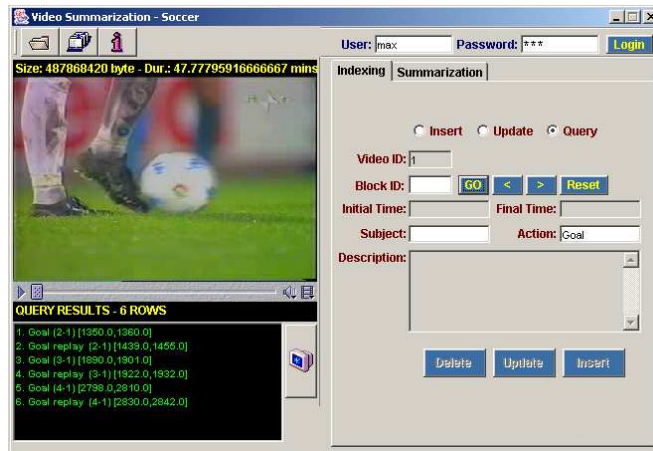 Video Summarization - Soccer
User: max Password: *** Login
Size: 487868420 byte - Dur.: 47.77795916666667 mins
Indexing Summarization
Insert Update Query
Video ID: 1
Block ID: GO < > Reset
Initial Time: Final Time:
Subject: Action: Goal
Description:
QUERY RESULTS - 6 ROWS
1. Goal (2-1) [1350.0,1360.0]
2. Goal replay (2-1) [1439.0,1455.0]
3. Goal (3-1) [1890.0,1901.0]
4. Goal replay (3-1) [1922.0,1932.0]
5. Goal (4-1) [2798.0,2810.0]
6. Goal replay (4-1) [2830.0,2842.0]
Delete Update Insert